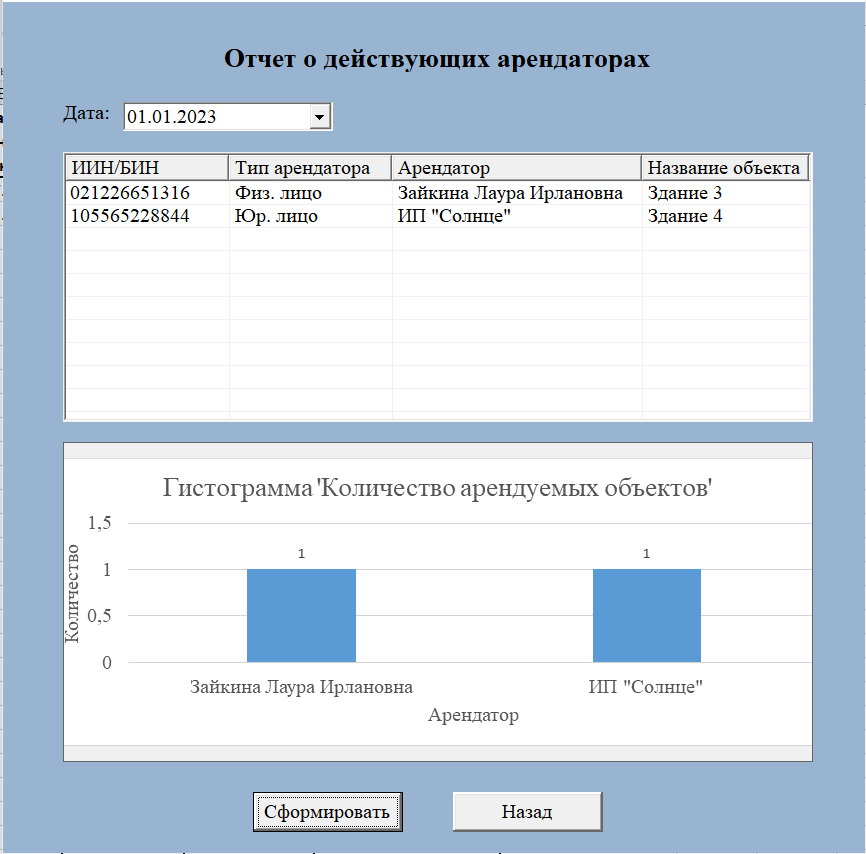 Отчет о действующих арендаторах
Дата: 01.01.2023
ИИН/БИН Тип арендатора Арендатор Название объекта
021226651316 Физ. лицо Зайкина Лаура Ирлановна Здание 3
105565228844 Юр. лицо ИП "Солнце" Здание 4
Гистограмма 'Количество арендуемых объектов'
Количество
1,5
1
0,5
0
1 1
Зайкина Лаура Ирлановна ИП "Солнце"
Арендатор
Сформировать Назад